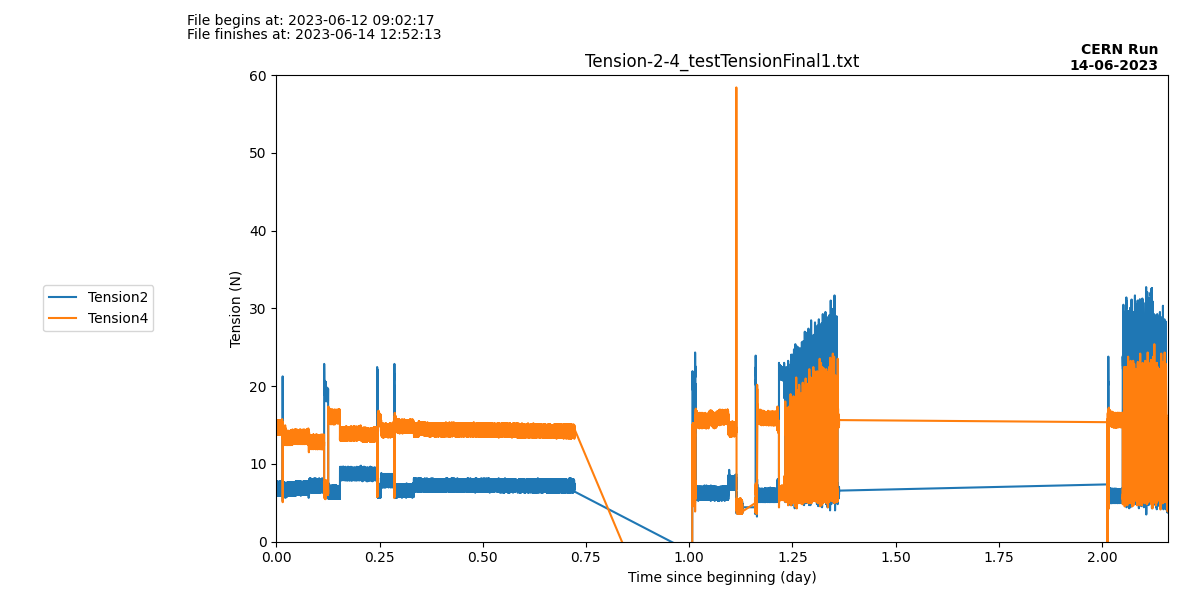 File begins at: 2023-06-12 09:02:17
File finishes at: 2023-06-14 12:52:13
CERN Run
14-06-2023
Tension-2-4_testTensionFinal1.txt
60
50
40
30
20
10
0
Tension (N)
Tension2
Tension4
0.00
0.25
0.50
0.75
1.00
1.25
1.50
1.75
2.00
Time since beginning (day)